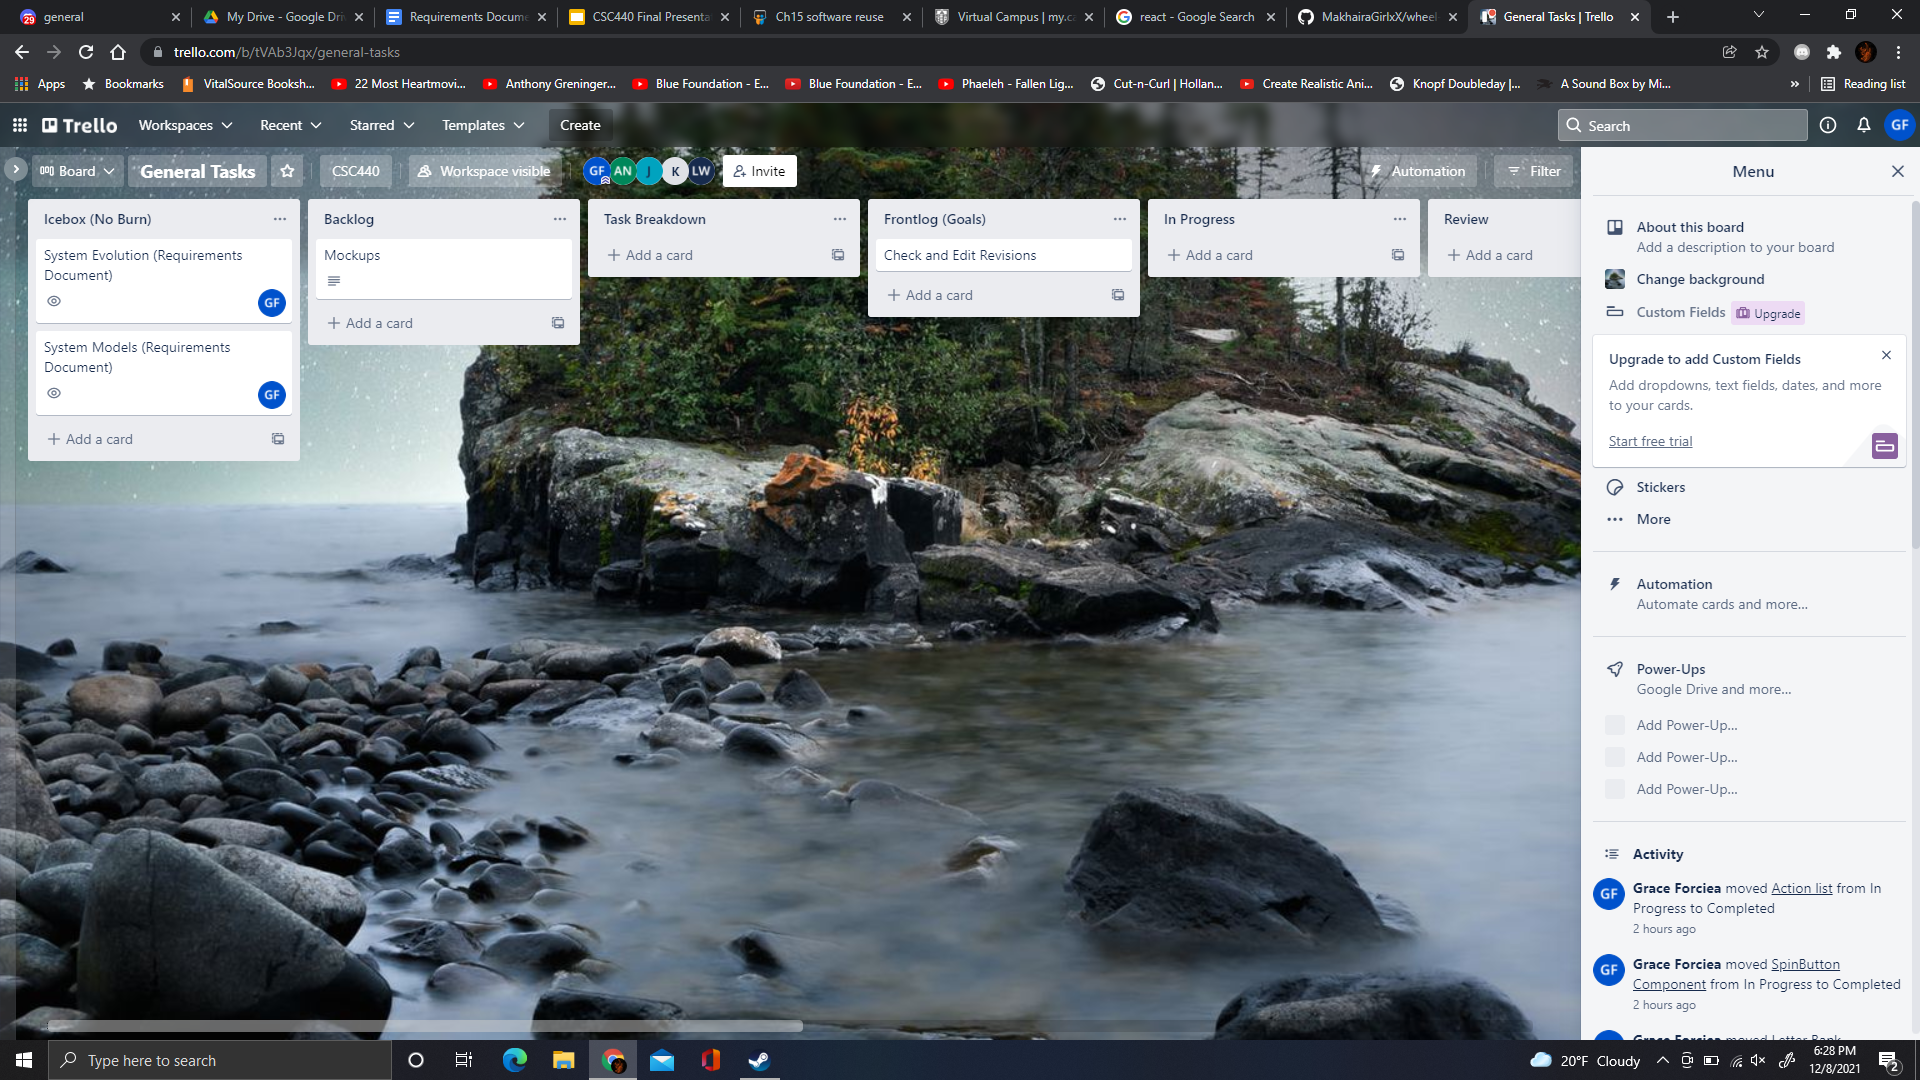 general
My Drive - Google Dri
Requirements Docume
CSC440 Final Presenta
Ch15 software reuse
Virtual Campus | my.ca
react - Google Search
MakhairaGirlxX/wheel
General Tasks | Trello
trello.com/b/tVAb3Jqx/general-tasks
Apps
Bookmarks
VitalSource Booksh...
22 Most Heartmovi...
Anthony Greninger...
Blue Foundation - E...
Blue Foundation - E...
Phaeleh - Fallen Lig...
Cut-n-Curl | Hollan...
Create Realistic Ani...
Knopf Doubleday |...
A Sound Box by Mi...
»
Reading list
Trello
Workspaces
Recent
Starred
Templates
Create
Search
GF
Board
General Tasks
CSC440
Workspace visible
GF
AN
J
K
LW
Invite
Automation
Filter
Icebox (No Burn)
System Evolution (Requirements
Document)
GF
System Models (Requirements
Document)
GF
+ Add a card
Backlog
Mockups
+ Add a card
Task Breakdown
+ Add a card
Frontlog (Goals)
Check and Edit Revisions
+ Add a card
In Progress
+ Add a card
Review
+ Add a card
Menu
About this board
Add a description to your board
Change background
Custom Fields
Upgrade
Upgrade to add Custom Fields
Add dropdowns, text fields, dates, and more
to your cards.
Start free trial
Stickers
More
Automation
Automate cards and more...
Power-Ups
Google Drive and more...
Add Power-Up...
Add Power-Up...
Add Power-Up...
Activity
GF
Grace Forciea moved Action list from In
Progress to Completed
2 hours ago
GF
Grace Forciea moved SpinButton
Component from In Progress to Completed
2 hours ago
Grace Forciea moved Letter Bank
Type here to search
20°F Cloudy
6:28 PM
12/8/2021
2